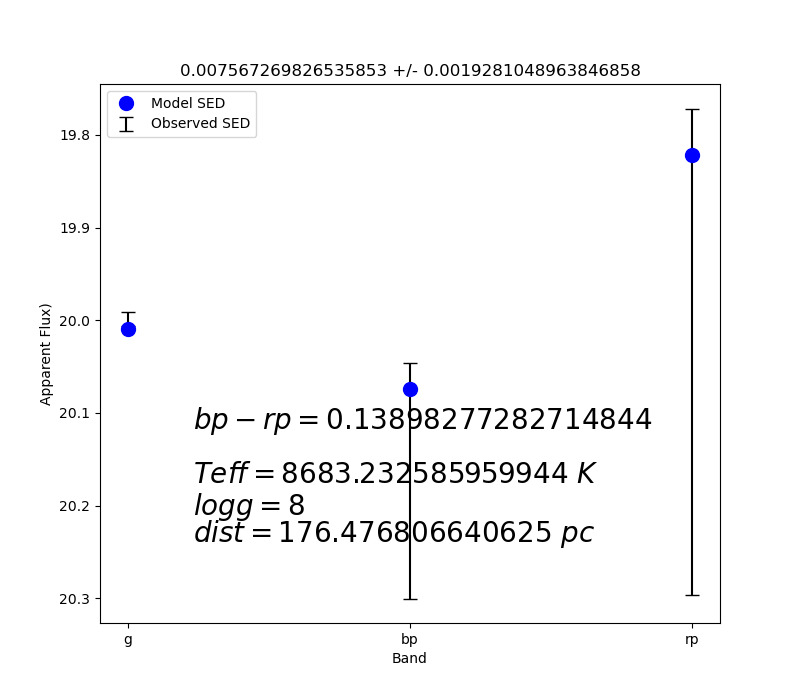 0.007567269826535853 +/- 0.0019281048963846858
Model SED
Observed SED
19.8
19.9
20.0
20.1
20.2
20.3
Apparent Flux)
bp − rp = 0.13898277282714844
Teff = 8683.232585959944 K
logg = 8
dist = 176.476806640625 pc
g
bp
rp
Band